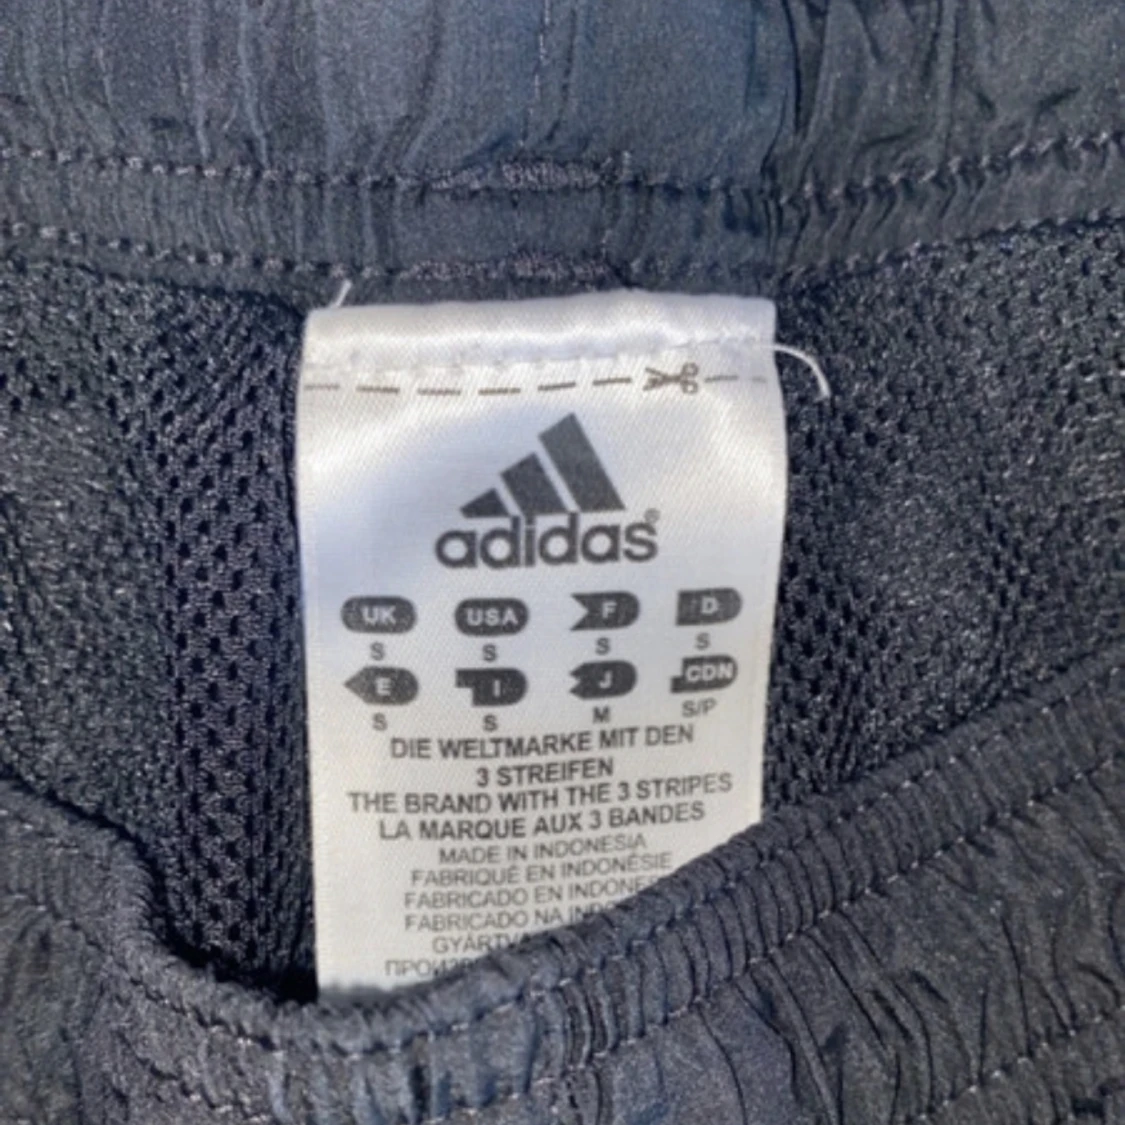 adidas®
UK USA F D
S S S S
E I J CDN
S S M S/P
DIE WELTMARKE MIT DEN
3 STREIFEN
THE BRAND WITH THE 3 STRIPES
LA MARQUE AUX 3 BANDES
MADE IN INDONESIA
FABRIQUÉ EN INDONÉSIE
FABRICADO EN
FABRICADO NA